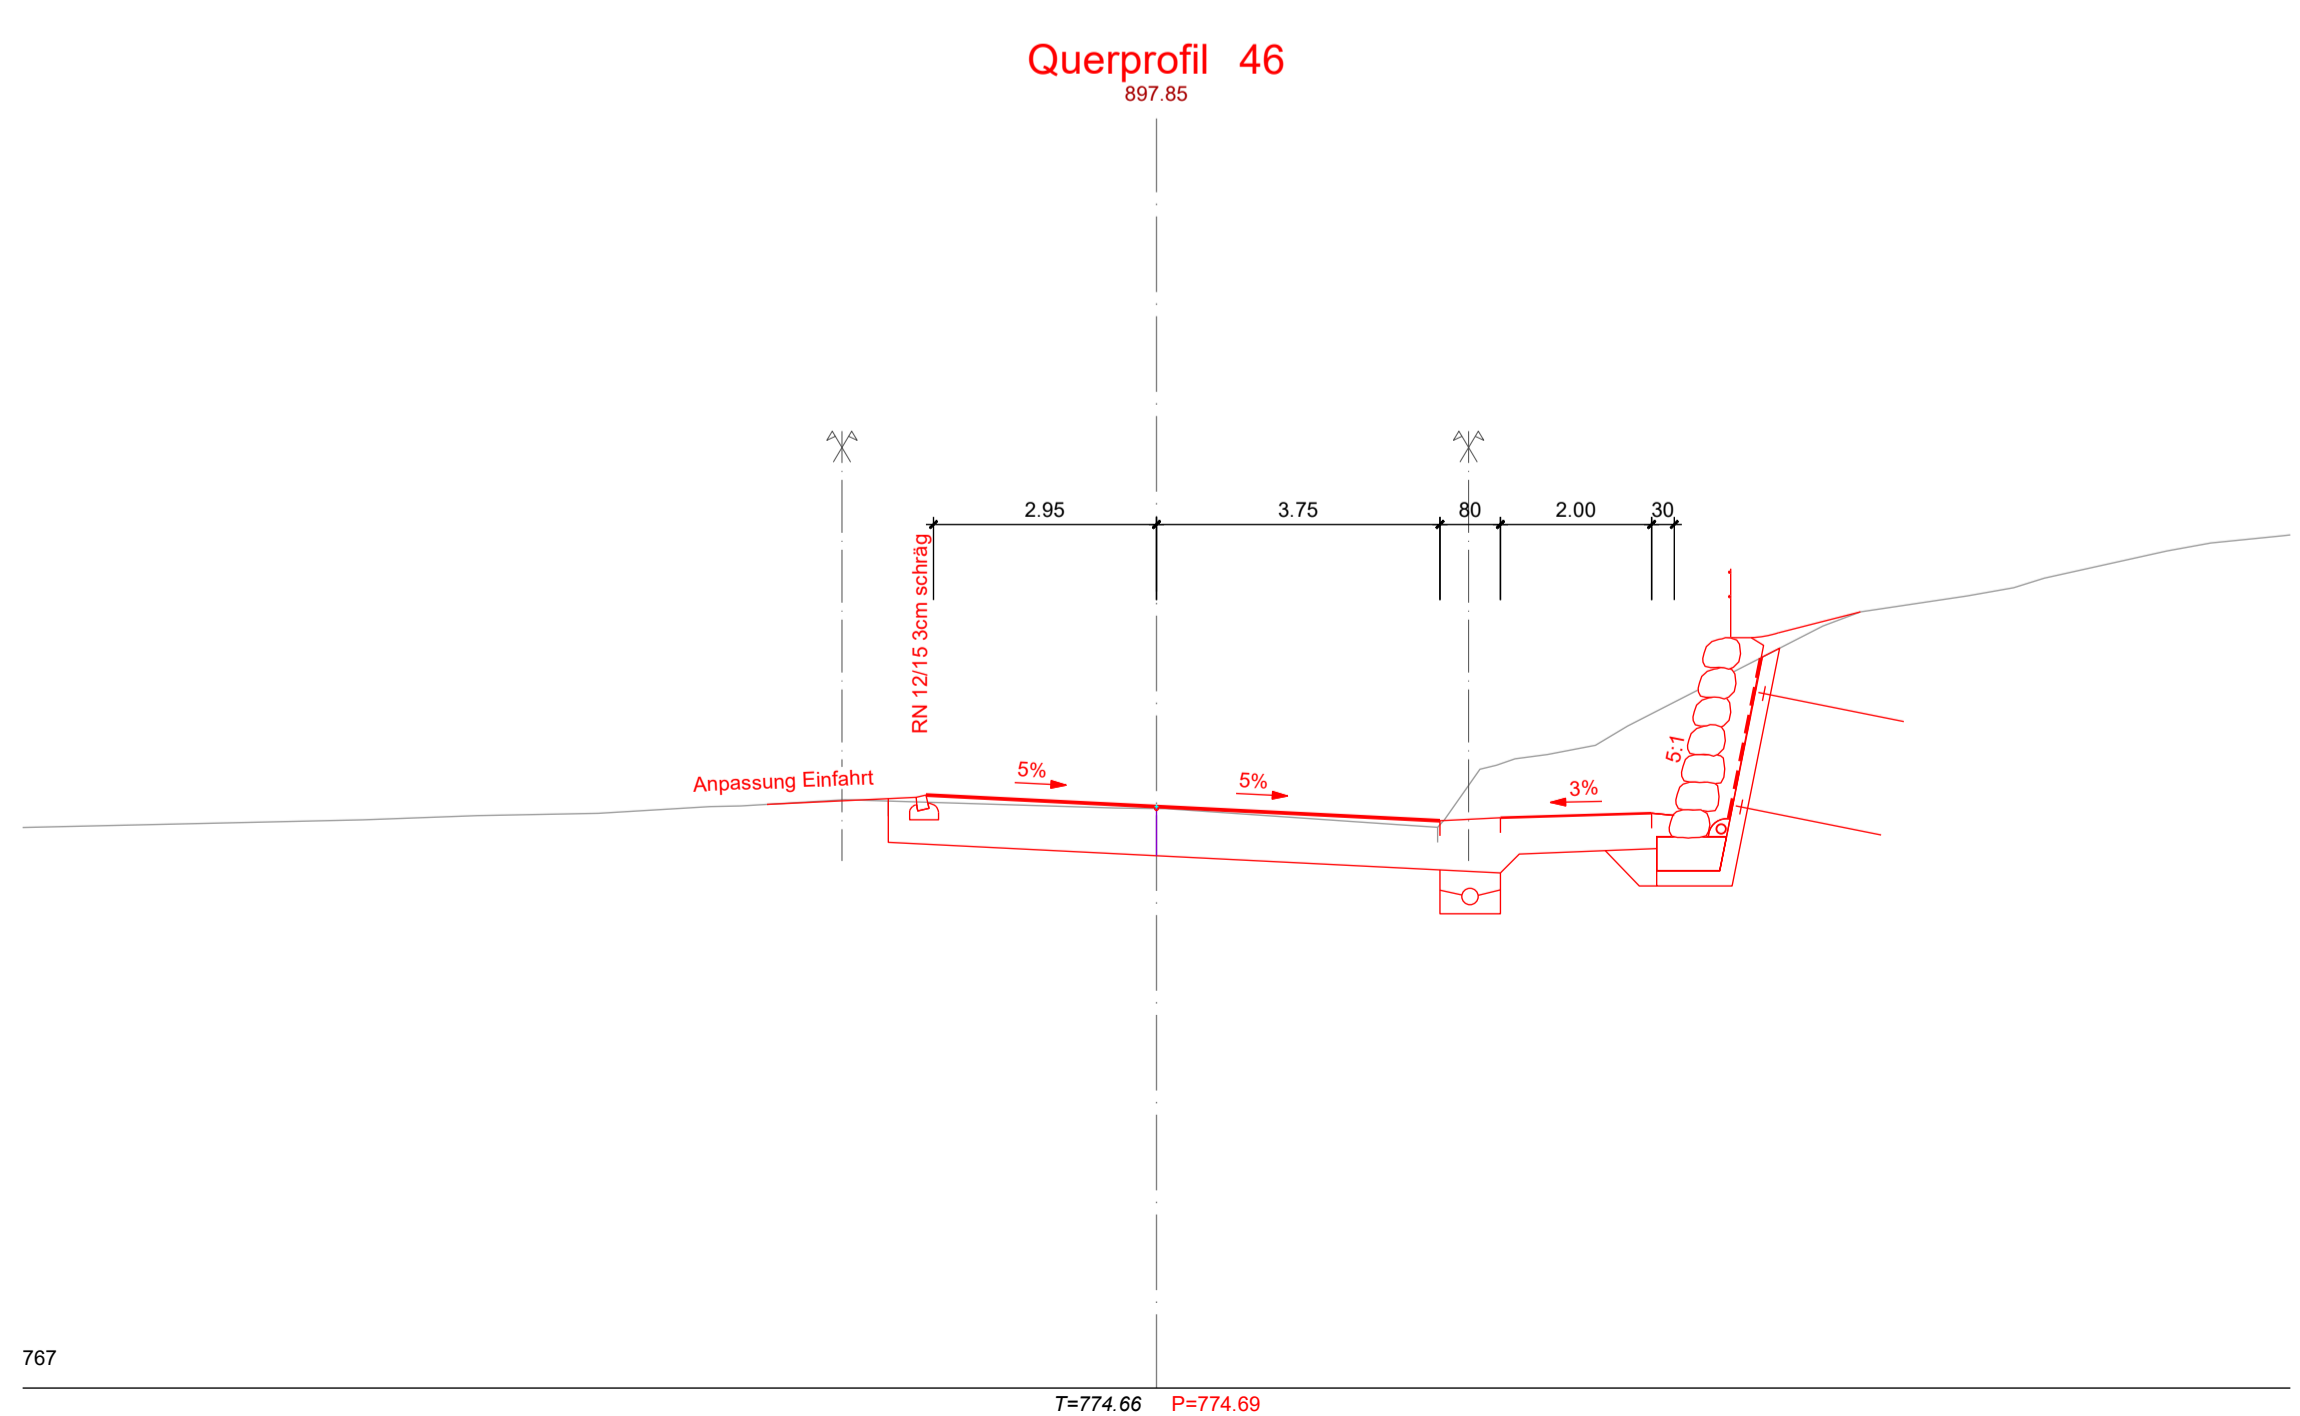 Querprofil 46
897.85
2.95
3.75
80
2.00
30
RN 12/15 3cm schräg
Anpassung Einfahrt
5%
5%
3%
5:1
767
T=774.66
P=774.69